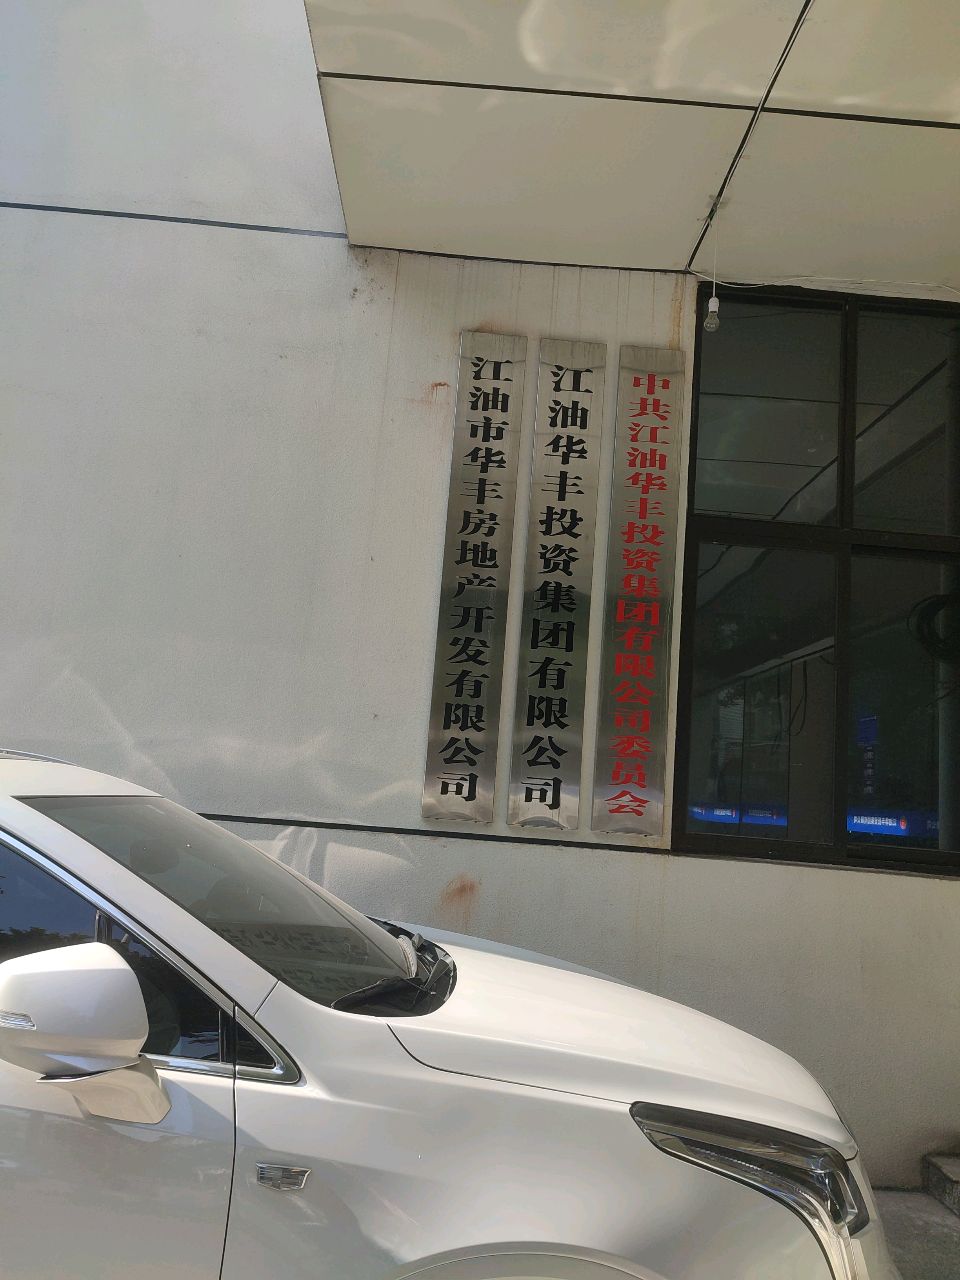 江油市华丰房地产开发有限公司
江油华丰投资集团有限公司
中共江油华丰投资集团有限公司委员会